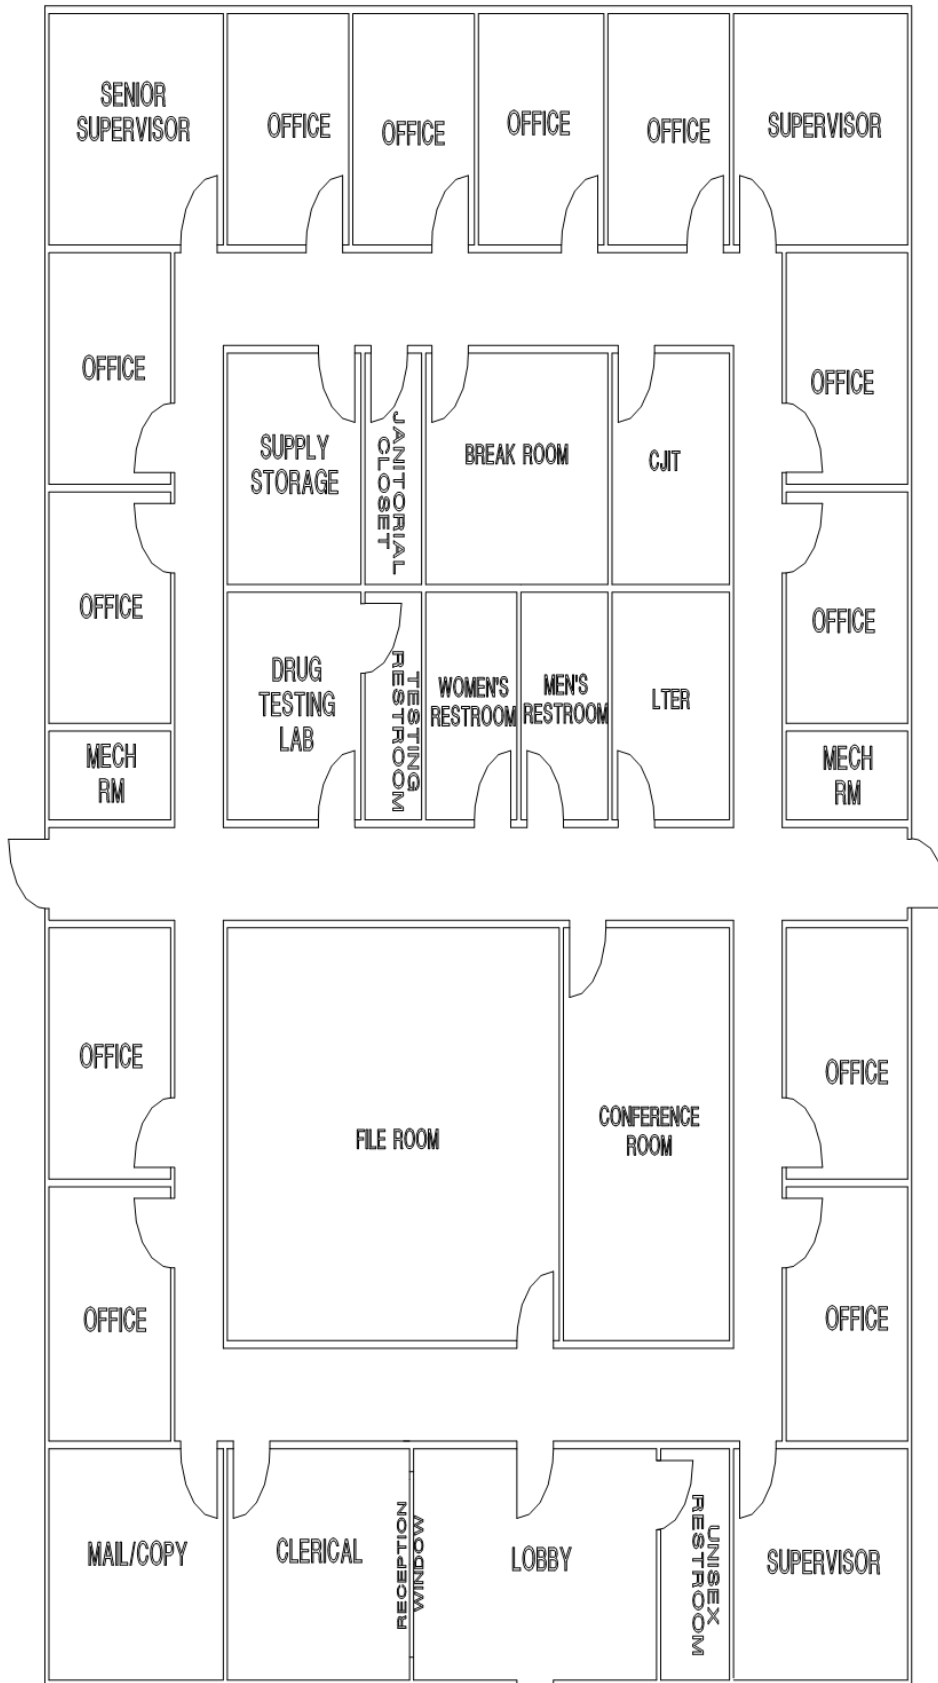 SENIOR
SUPERVISOR
OFFICE
OFFICE
OFFICE
OFFICE
SUPERVISOR
OFFICE
OFFICE
SUPPLY
STORAGE
JANITORIAL
CLOSET
BREAK ROOM
CJIT
OFFICE
OFFICE
DRUG
TESTING
LAB
TESTING
RESTROOM
WOMEN'S
RESTROOM
MEN'S
RESTROOM
LTER
MECH
RM
MECH
RM
OFFICE
OFFICE
FILE ROOM
CONFERENCE
ROOM
OFFICE
OFFICE
MAIL/COPY
CLERICAL
RECEPTION
WINDOW
LOBBY
UNISEX
RESTROOM
SUPERVISOR